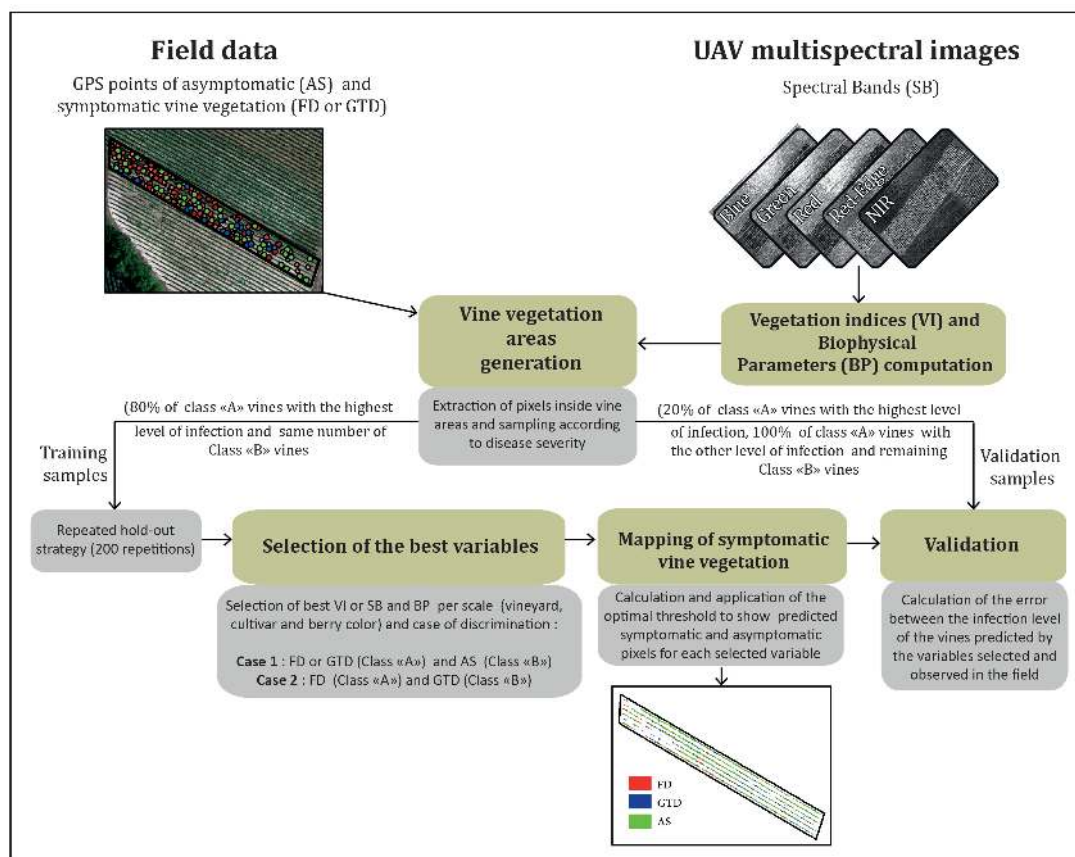 Field data
GPS points of asymptomatic (AS) and
symptomatic vine vegetation (FD or GTD)
UAV multispectral images
Spectral Bands (SB)
Blue
Green
Red
Red-Edge
NIR
Vine vegetation
areas
generation
Vegetation indices (VI) and
Biophysical
Parameters (BP) computation
Extraction of pixels inside vine
areas and sampling according
to disease severity
(80% of class «A» vines with the highest
level of infection and same number of
Class «B» vines
Training
samples
(20% of class «A» vines with the highest level
of infection, 100% of class «A» vines with
the other level of infection and remaining
Class «B» vines
Validation
samples
Repeated hold-out
strategy (200 repetitions)
Selection of the best variables
Selection of best VI or SB and BP per scale (vineyard,
cultivar and berry color) and case of discrimination :
Case 1 : FD or GTD (Class «A») and AS (Class «B»)
Case 2 : FD (Class «A») and GTD (Class «B»)
Mapping of symptomatic
vine vegetation
Calculation and application of the
optimal threshold to show predicted
symptomatic and asymptomatic
pixels for each selected variable
Validation
Calculation of the error
between the infection level
of the vines predicted by
the variables selected and
observed in the field
FD
GTD
AS